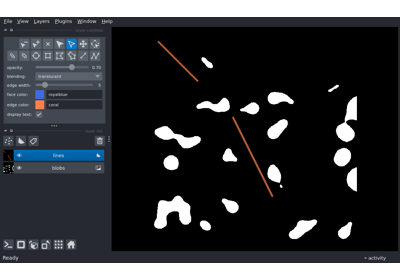 File View Layers Plugins Window Help
opacity: 0.70
blending: translucent
edge width: 5
face color: royalblue
edge color: coral
display text:
lines
blobs
Ready
activity